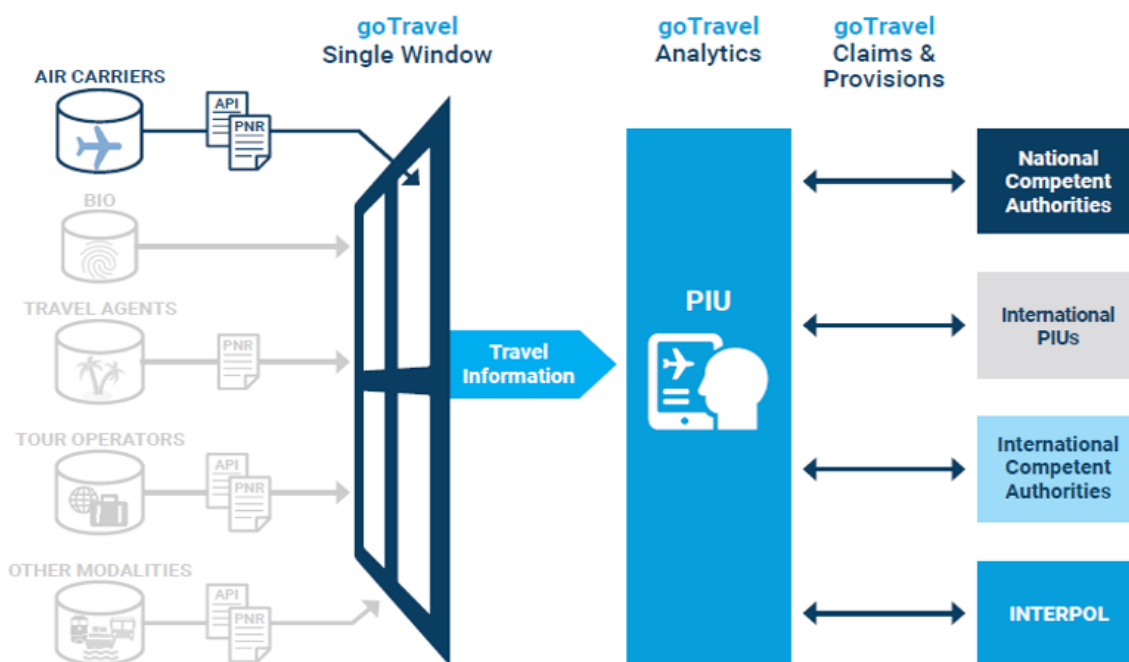 goTravel
Single Window
goTravel
Analytics
goTravel
Claims &
Provisions
AIR CARRIERS
API
PNR
BIO
TRAVEL AGENTS
PNR
TOUR OPERATORS
API
PNR
OTHER MODALITIES
API
PNR
Travel
Information
PIU
National
Competent
Authorities
International
PIUs
International
Competent
Authorities
INTERPOL